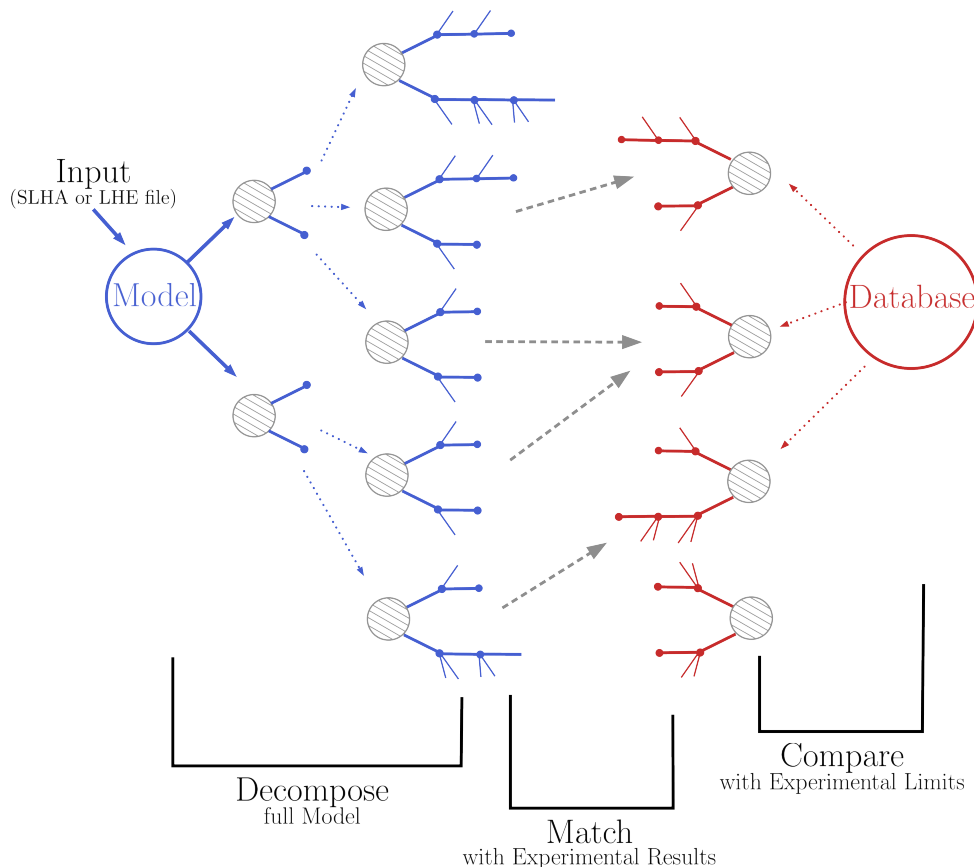 Input
(SLHA or LHE file)
Model
Database
Decompose
full Model
Match
with Experimental Results
Compare
with Experimental Limits